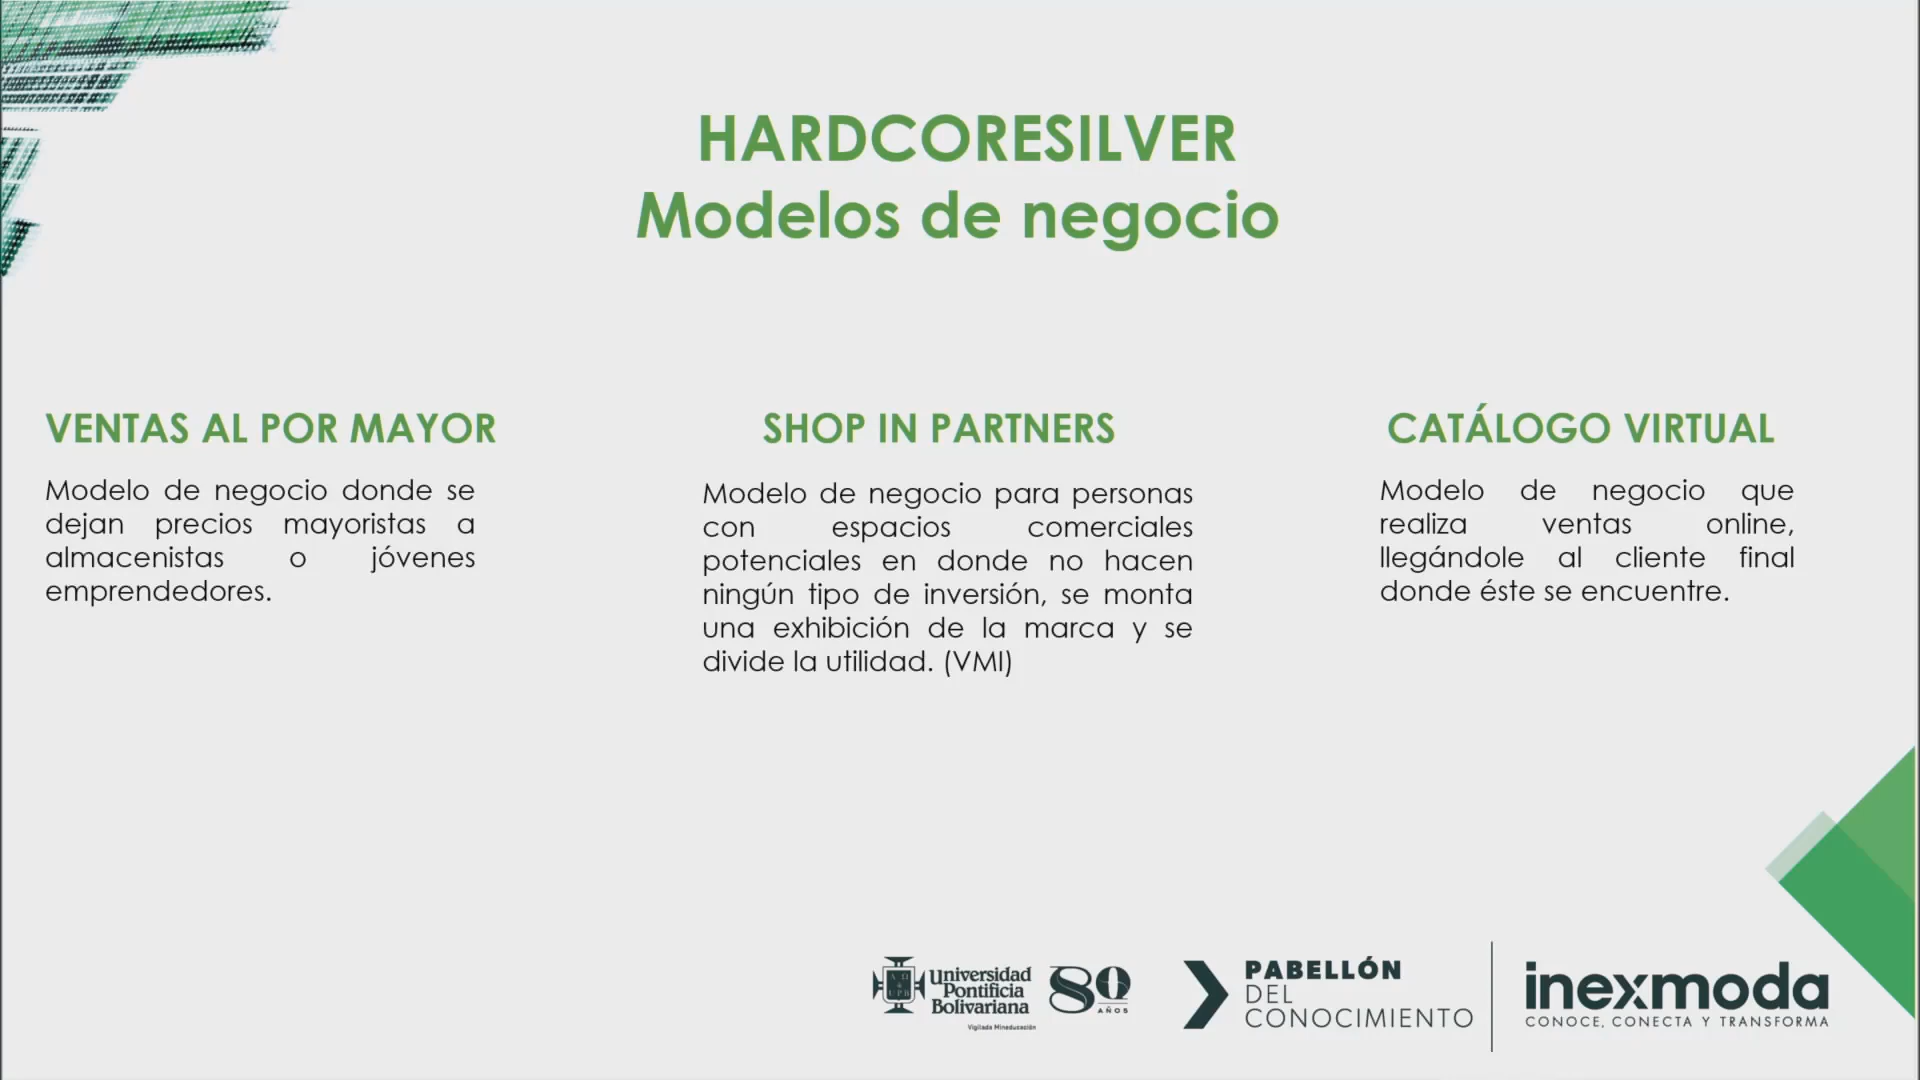 HARDCORESILVER
Modelos de negocio
VENTAS AL POR MAYOR
Modelo de negocio donde se
dejan precios mayoristas a
almacenistas o jóvenes
emprendedores.
SHOP IN PARTNERS
Modelo de negocio para personas
con espacios comerciales
potenciales en donde no hacen
ningún tipo de inversión, se monta
una exhibición de la marca y se
divide la utilidad. (VMI)
CATÁLOGO VIRTUAL
Modelo de negocio que
realiza ventas online,
llegándole al cliente final
donde éste se encuentre.
Universidad
Pontificia
Bolivariana
Vigilada Mineducación
80
AÑOS
PABELLÓN
DEL
CONOCIMIENTO
inexmoda
CONOCE, CONECTA Y TRANSFORMA